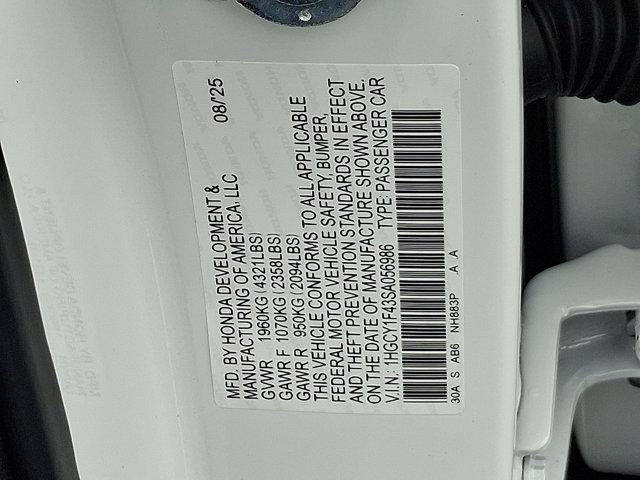 MFD. BY HONDA DEVELOPMENT & 08/'25
MANUFACTURING OF AMERICA, LLC
GVWR 1960KG (4321LBS)
GAWR F 1070KG (2358LBS)
GAWR R 950KG (2094LBS)
THIS VEHICLE CONFORMS TO ALL APPLICABLE
FEDERAL MOTOR VEHICLE SAFETY, BUMPER,
AND THEFT PREVENTION STANDARDS IN EFFECT
ON THE DATE OF MANUFACTURE SHOWN ABOVE.
V.I.N.: 1HGCY1F43SA056986 TYPE: PASSENGER CAR
30A S AB6 NH883P A A